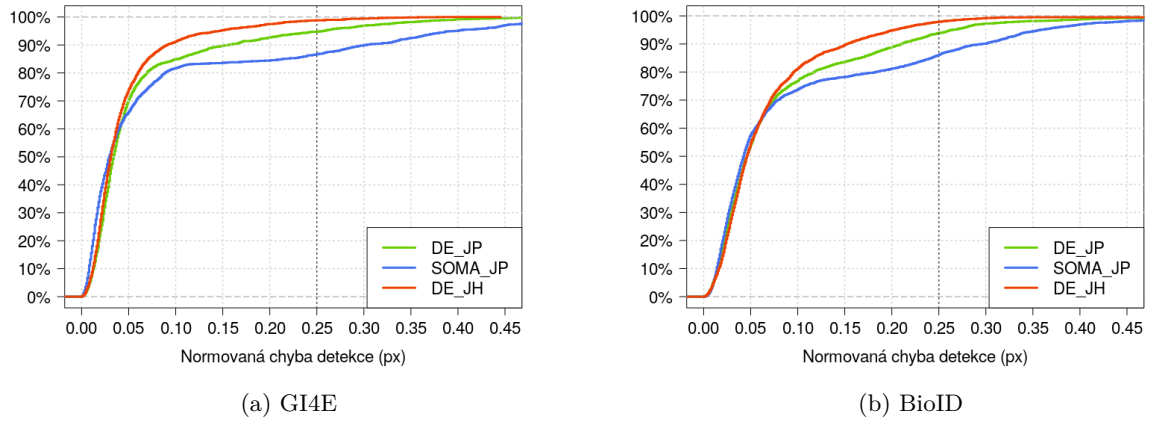 100%
90%
80%
70%
60%
50%
40%
30%
20%
10%
0%
DE_JP
SOMA_JP
DE_JH
0.00 0.05 0.10 0.15 0.20 0.25 0.30 0.35 0.40 0.45
Normovaná chyba detekce (px)
(a) GI4E
100%
90%
80%
70%
60%
50%
40%
30%
20%
10%
0%
DE_JP
SOMA_JP
DE_JH
0.00 0.05 0.10 0.15 0.20 0.25 0.30 0.35 0.40 0.45
Normovaná chyba detekce (px)
(b) BioID